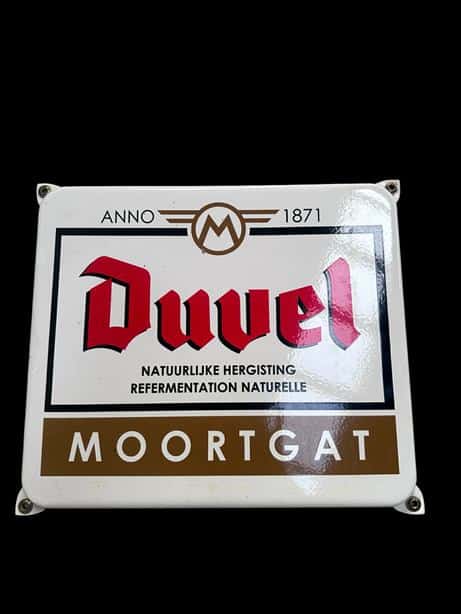 ANNO M 1871
Duvel
NATUURLIJKE HERGISTING
REFERMENTATION NATURELLE
MOORTGAT